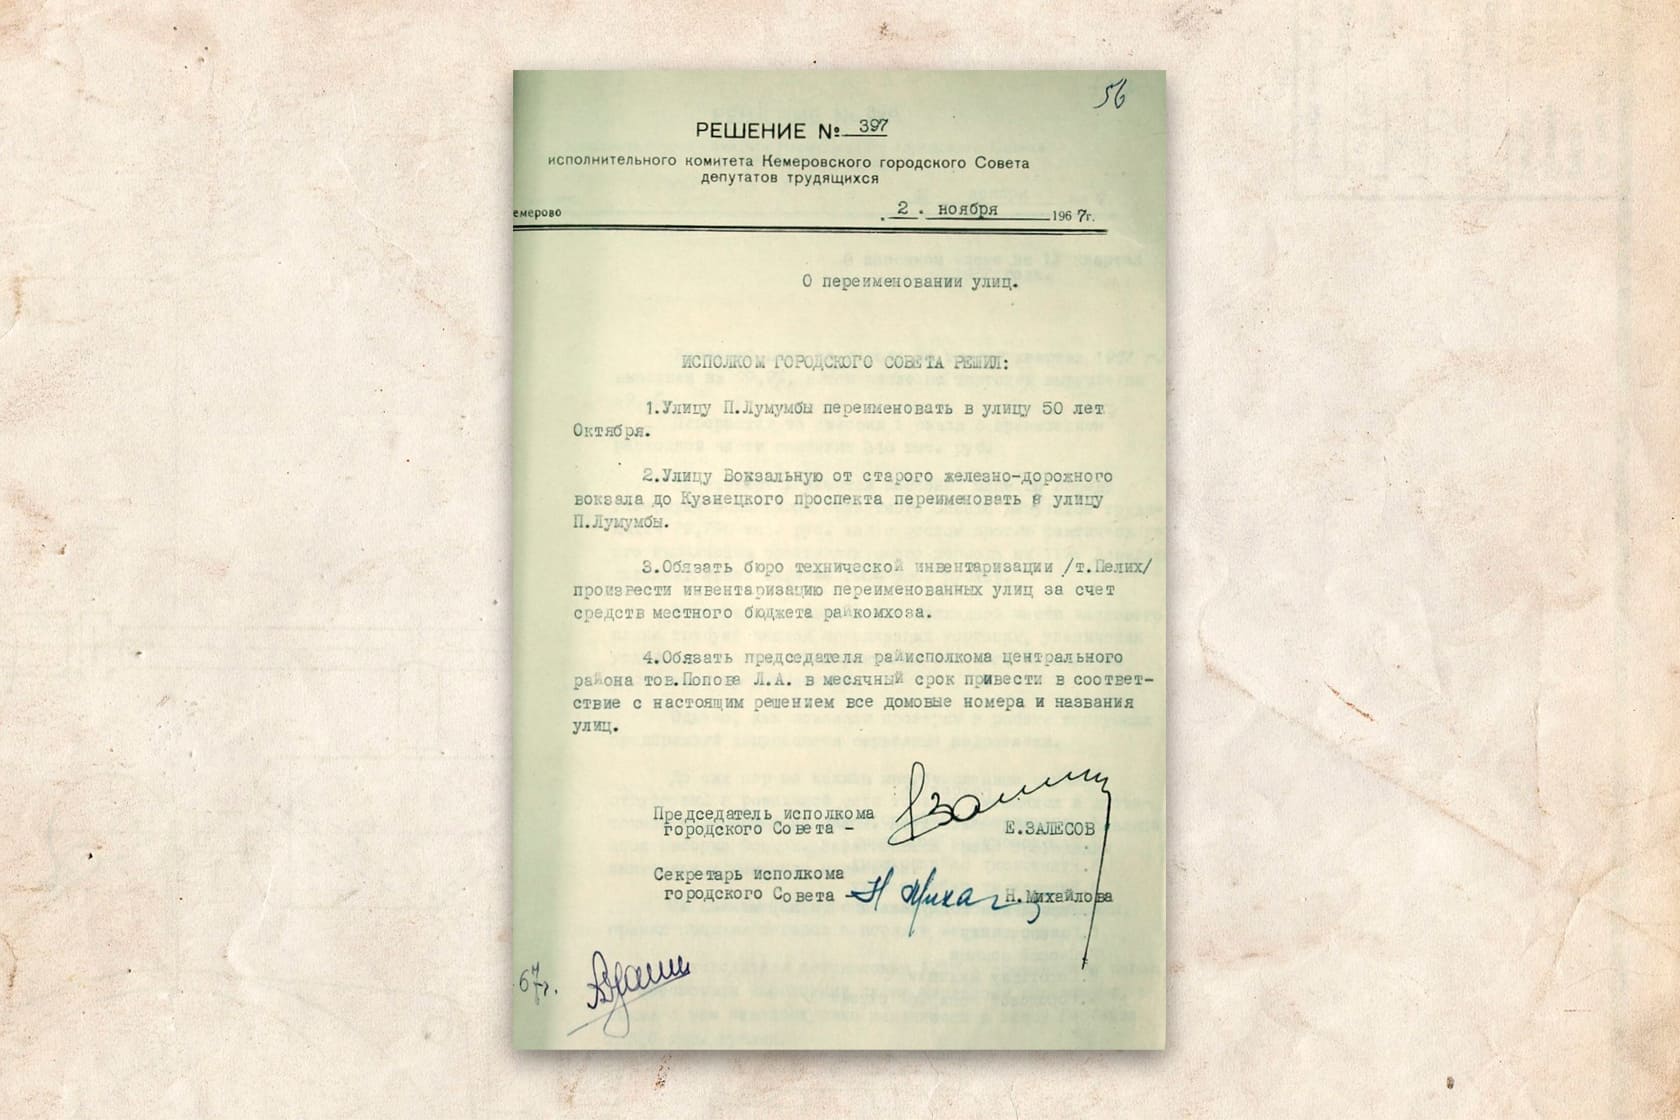 56
РЕШЕНИЕ № 397
исполнительного комитета Кемеровского городского Совета
депутатов трудящихся
емерово 2. ноября 1967г.
О переименовании улиц.
ИСПОЛКОМ ГОРОДСКОГО СОВЕТА РЕШИЛ:
1.Улицу П.Лумумбы переименовать в улицу 50 лет
Октября.
2.Улицу Вокзальную от старого железно-дорожного
вокзала до Кузнецкого проспекта переименовать в улицу
П.Лумумбы.
3.Обязать бюро технической инвентаризации /т.Пелих/
произвести инвентаризацию переименованных улиц за счет
средств местного бюджета райкомхоза.
4.Обязать председателя райисполкома центрального
района тов.Попова Л.А. в месячный срок привести в соответ-
ствие с настоящим решением все домовые номера и названия
улиц.
Председатель исполкома
городского Совета - Е.ЗАЛЕСОВ
Секретарь исполкома
городского Совета Н.Михайлова
67г.